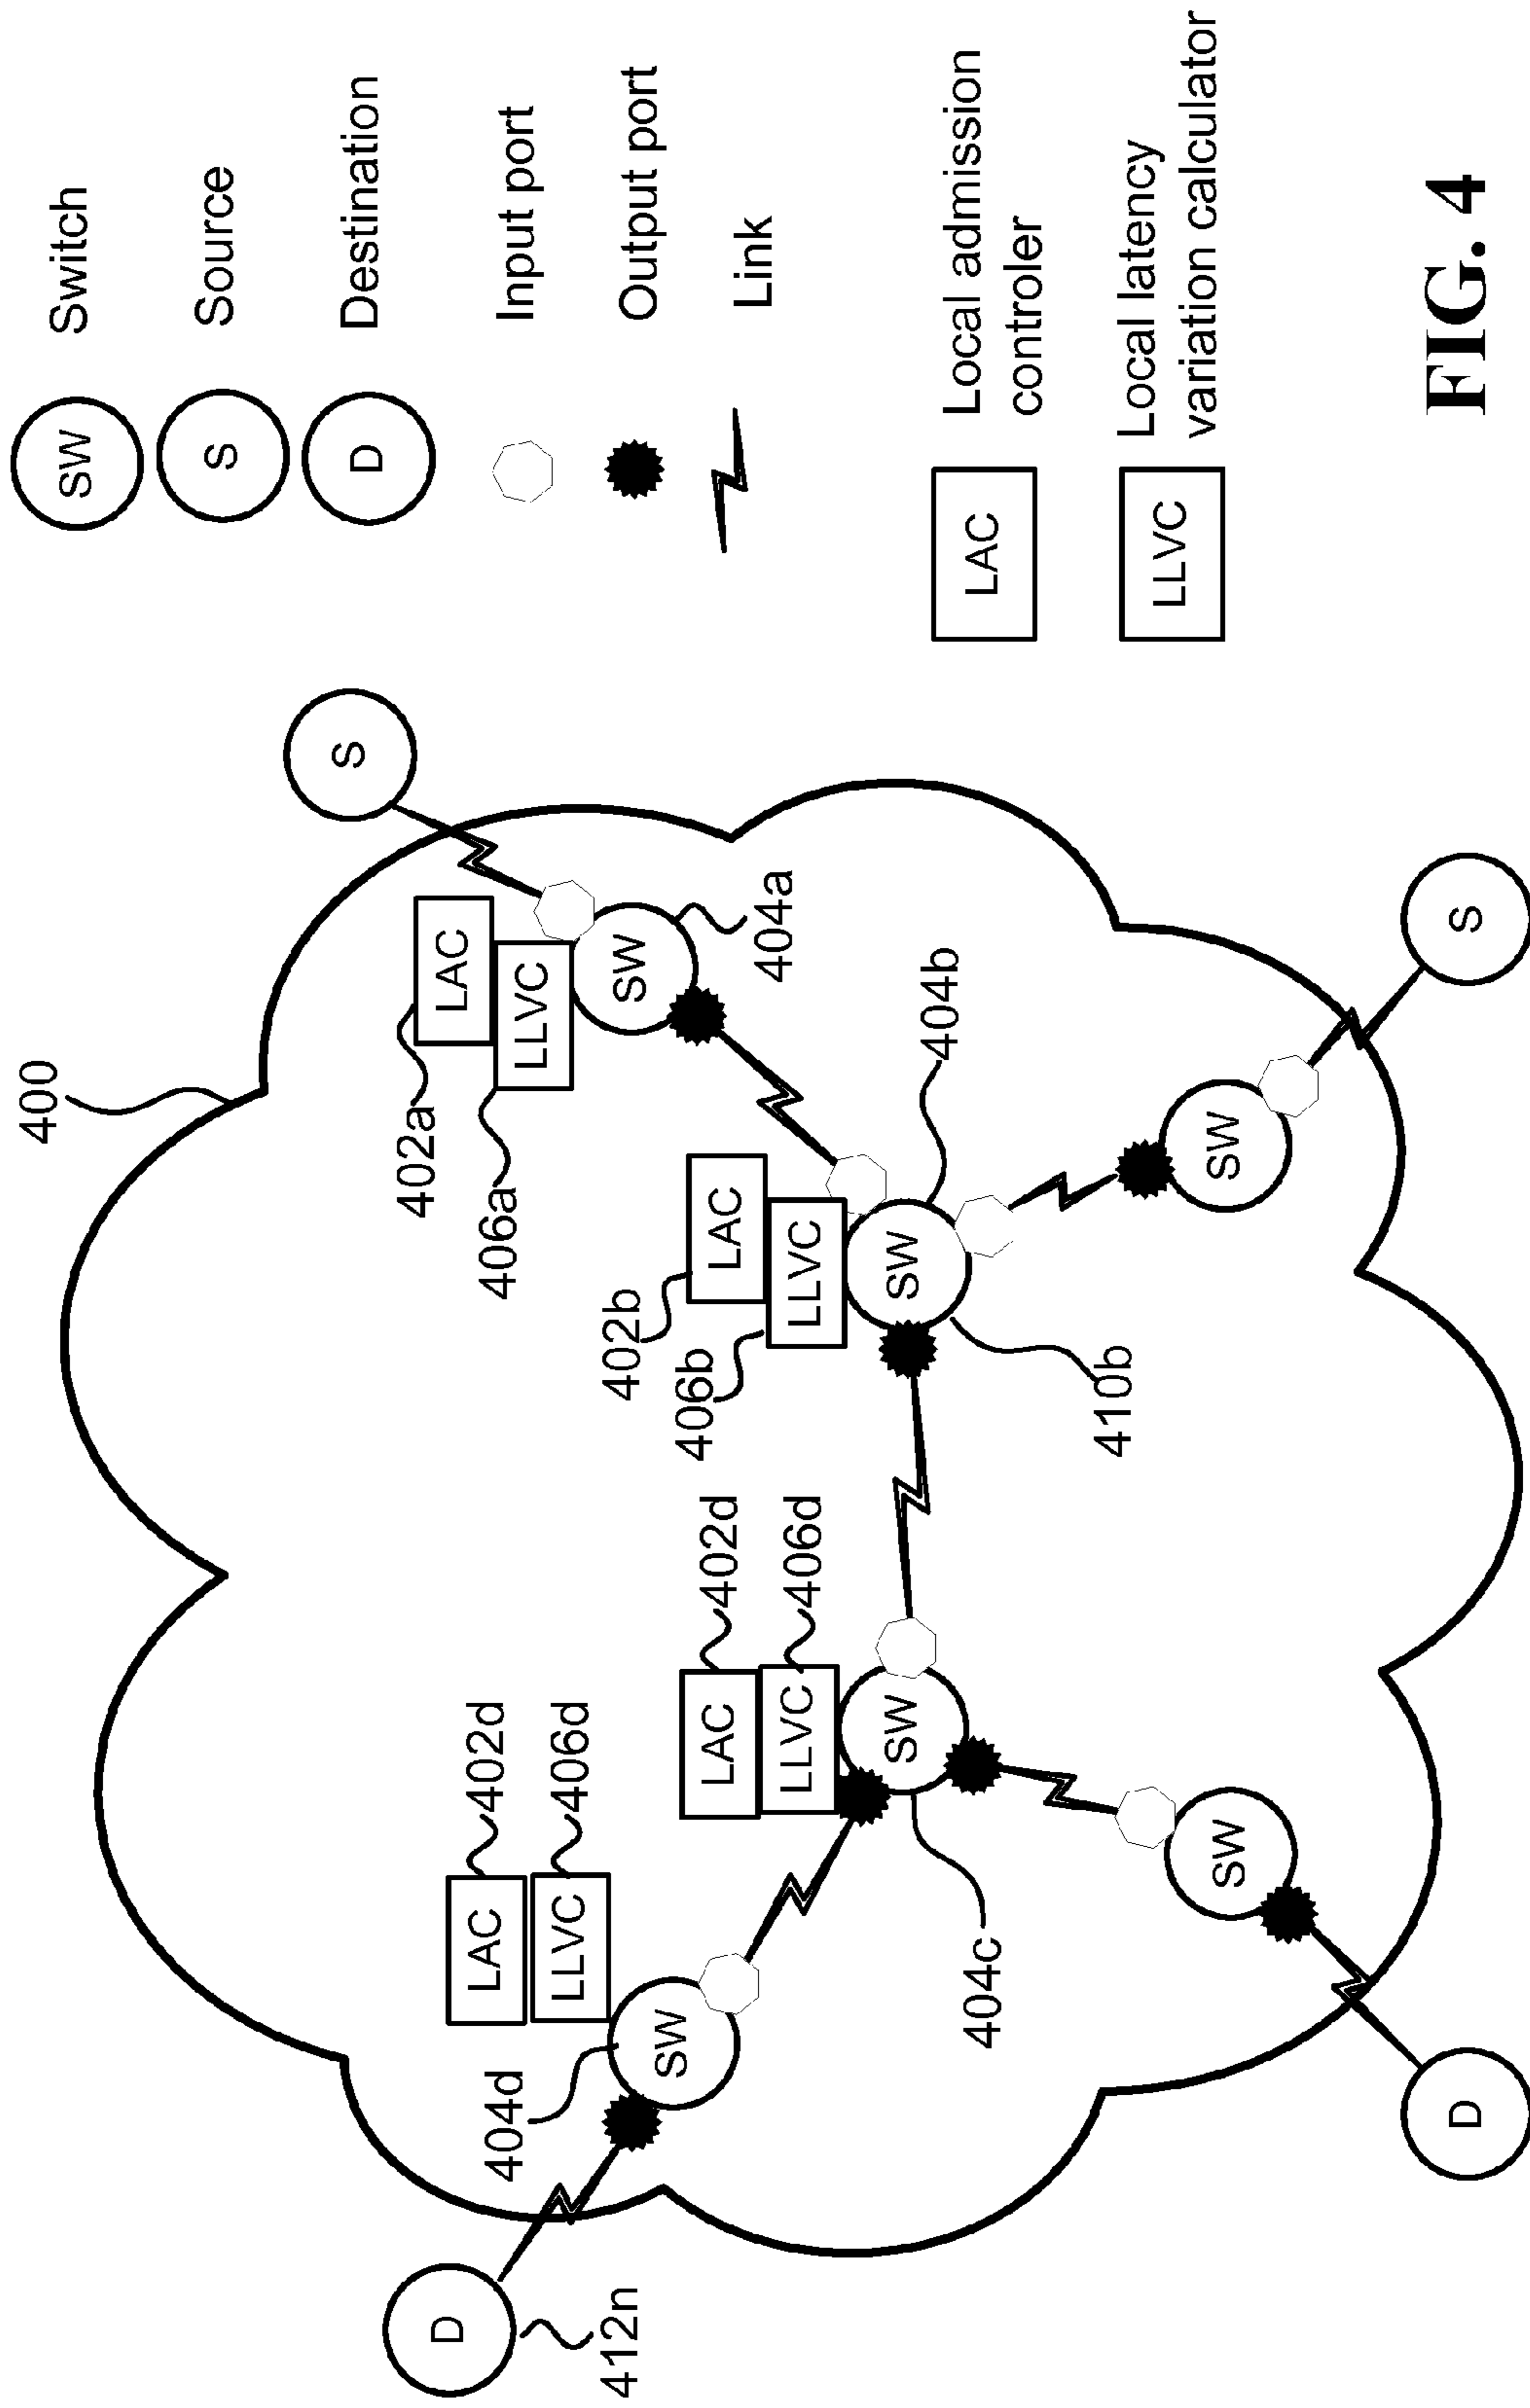 400
S
LAC
402a
LLVC
406a
SW
404a
LAC
402b
LLVC
406b
SW
404b
410b
SW
S
LAC
402d
LLVC
406d
SW
404c
LAC
402d
LLVC
406d
SW
404d
D
412n
SW
D
SW Switch
S Source
D Destination
Input port
Output port
Link
LAC
Local admission
controler
LLVC
Local latency
variation calculator
FIG. 4